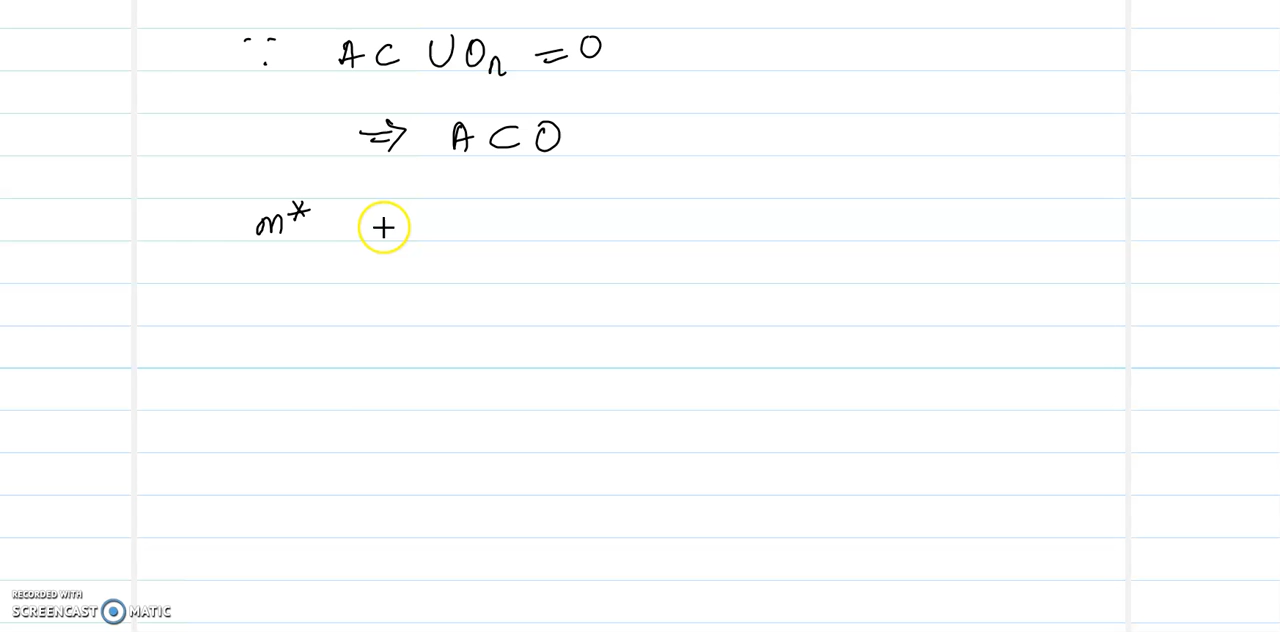 ∵ A ⊂ ∪ O_n = O
⇒ A ⊂ O
m*
RECORDED WITH
SCREENCAST MATIC